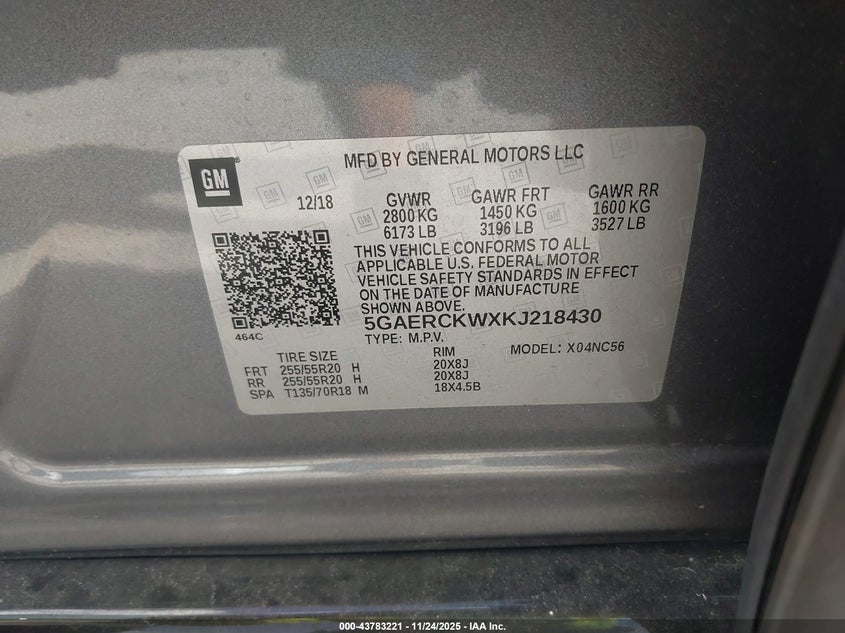 GM
MFD BY GENERAL MOTORS LLC
12/18
GVWR GAWR FRT GAWR RR
2800 KG 1450 KG 1600 KG
6173 LB 3196 LB 3527 LB
THIS VEHICLE CONFORMS TO ALL
APPLICABLE U.S. FEDERAL MOTOR
VEHICLE SAFETY STANDARDS IN EFFECT
ON THE DATE OF MANUFACTURE
SHOWN ABOVE.
5GAERCKWXKJ218430
464C
TYPE: M.P.V. MODEL: X04NC56
TIRE SIZE RIM
FRT 255/55R20 H 20X8J
RR 255/55R20 H 20X8J
SPA T135/70R18 M 18X4.5B
000-43783221 - 11/24/2025 - IAA Inc.